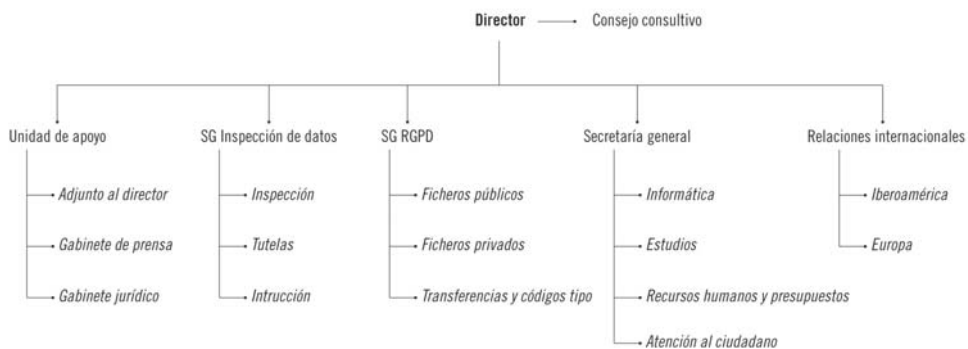 Director
Consejo consultivo
Unidad de apoyo
SG Inspección de datos
SG RGPD
Secretaría general
Relaciones internacionales
Adjunto al director
Inspección
Ficheros públicos
Informática
Iberoamérica
Gabinete de prensa
Tutelas
Ficheros privados
Estudios
Europa
Gabinete jurídico
Intrucción
Transferencias y códigos tipo
Recursos humanos y presupuestos
Atención al ciudadano